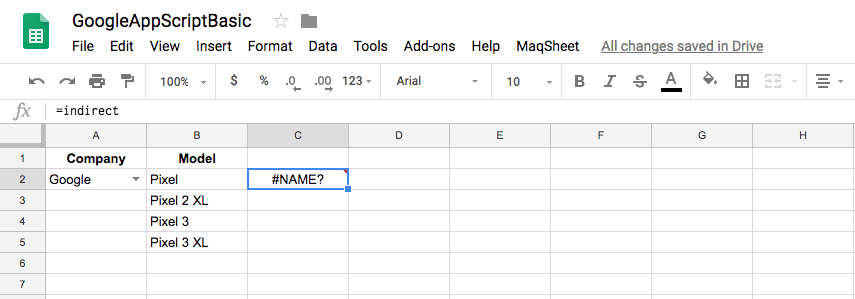 GoogleAppScriptBasic
File Edit View Insert Format Data Tools Add-ons Help MaqSheet All changes saved in Drive
100% $ % .0 .00 123 Arial 10 B I S A
fx =indirect
A B C D E F G H
1 Company Model
2 Google Pixel #NAME?
3 Pixel 2 XL
4 Pixel 3
5 Pixel 3 XL
6
7